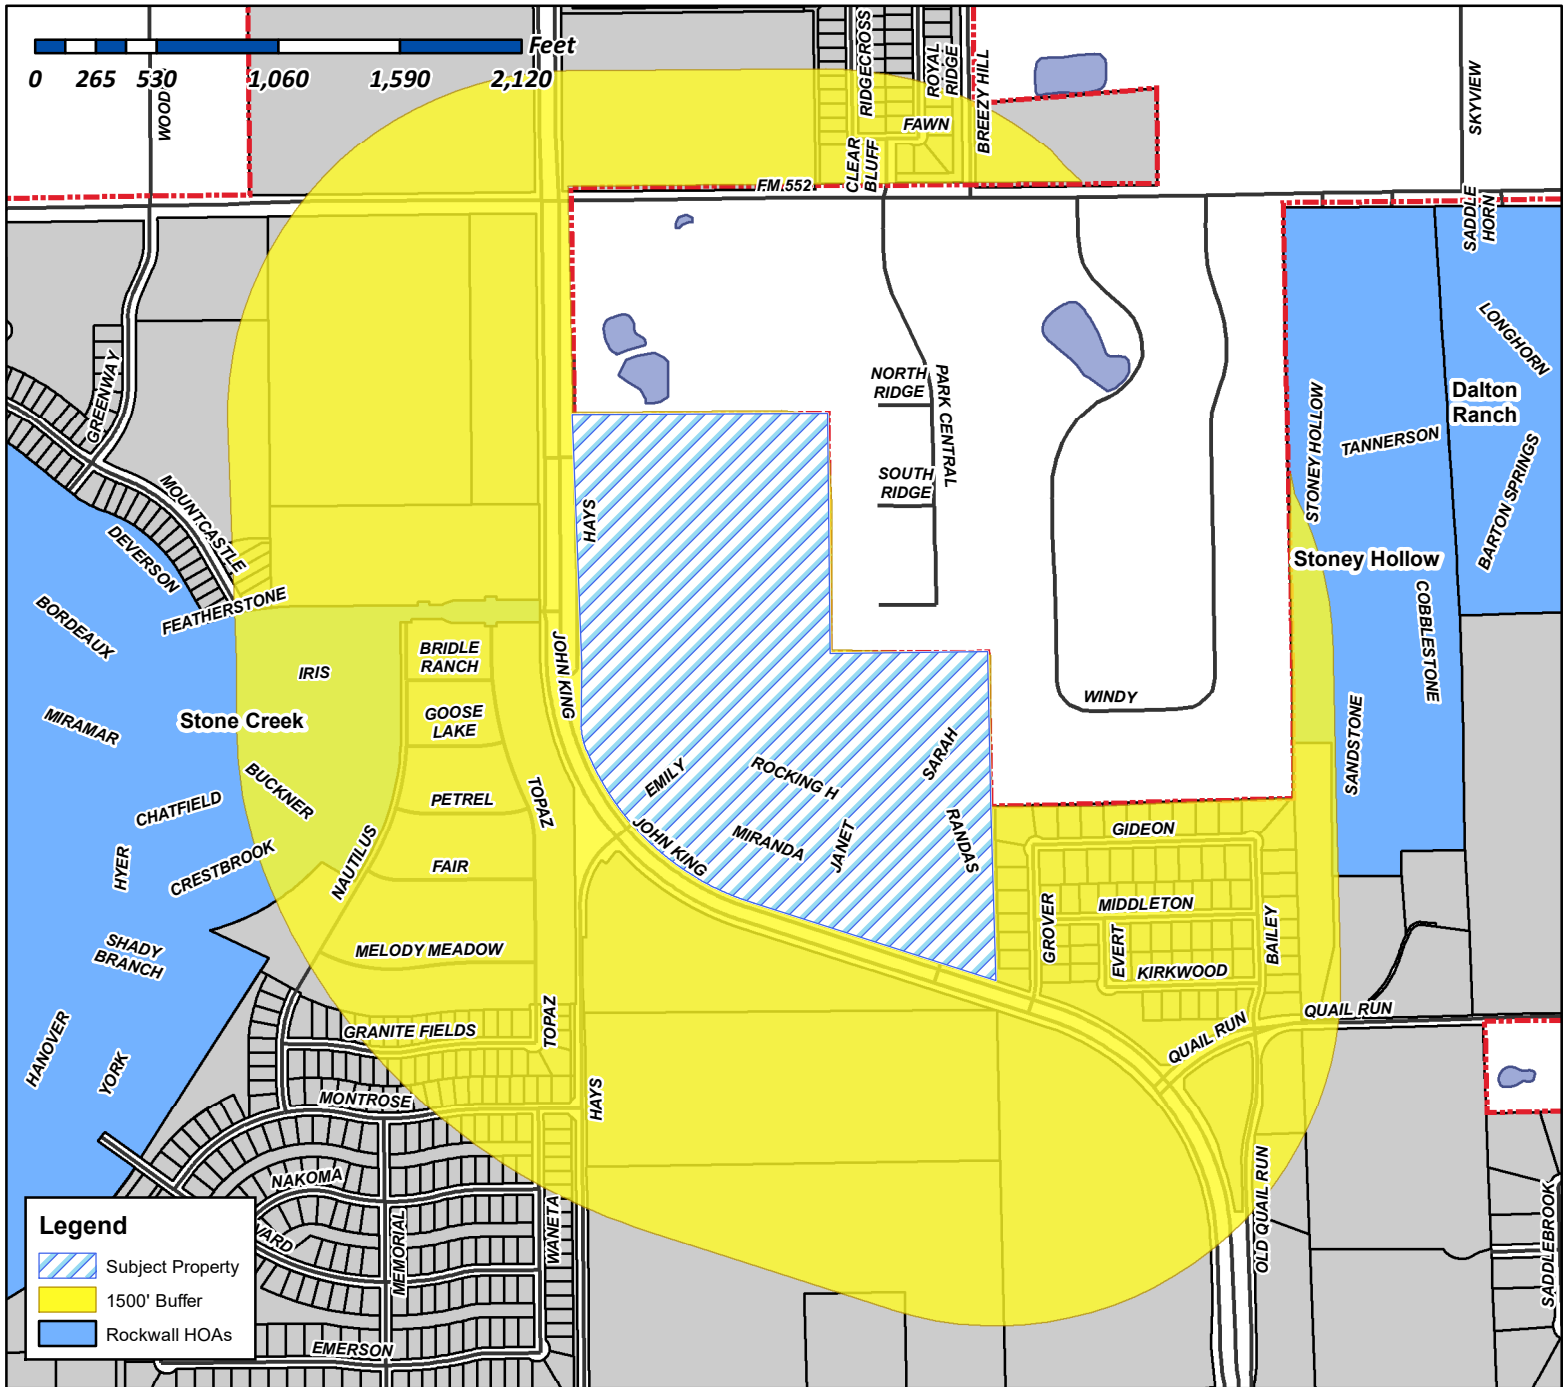 Feet
0 265 530 1,060 1,590 2,120
RIDGECROSS
ROYAL
RIDGE
BREEZY HILL
SKYVIEW
FAWN
CLEAR
BLUFF
FM 552
SADDLE
HORN
LONGHORN
GREENWAY
NORTH
RIDGE
PARK CENTRAL
STONEY HOLLOW
Dalton
Ranch
TANNERSON
BARTON SPRINGS
SOUTH
RIDGE
HAYS
MOUNTCASTLE
DEVERSON
Stoney Hollow
COBBLESTONE
FEATHERSTONE
BORDEAUX
IRIS
BRIDLE
RANCH
JOHN KING
WINDY
MIRAMAR
Stone Creek
GOOSE
LAKE
SANDSTONE
SARAH
EMILY
ROCKING H
BUCKNER
CHATFIELD
PETREL
TOPAZ
GIDEON
JOHN KING
MIRANDA
JANET
RANDAS
HYER
CRESTBROOK
NAUTILUS
FAIR
MIDDLETON
GROVER
EVERT
BAILEY
KIRKWOOD
SHADY
BRANCH
MELODY MEADOW
HANOVER
YORK
GRANITE FIELDS
TOPAZ
QUAIL RUN
QUAIL RUN
MONTROSE
HAYS
NAKOMA
MEMORIAL
WANETA
OLD QUAIL RUN
SADDLEBROOK
EMERSON
Legend
Subject Property
1500' Buffer
Rockwall HOAs